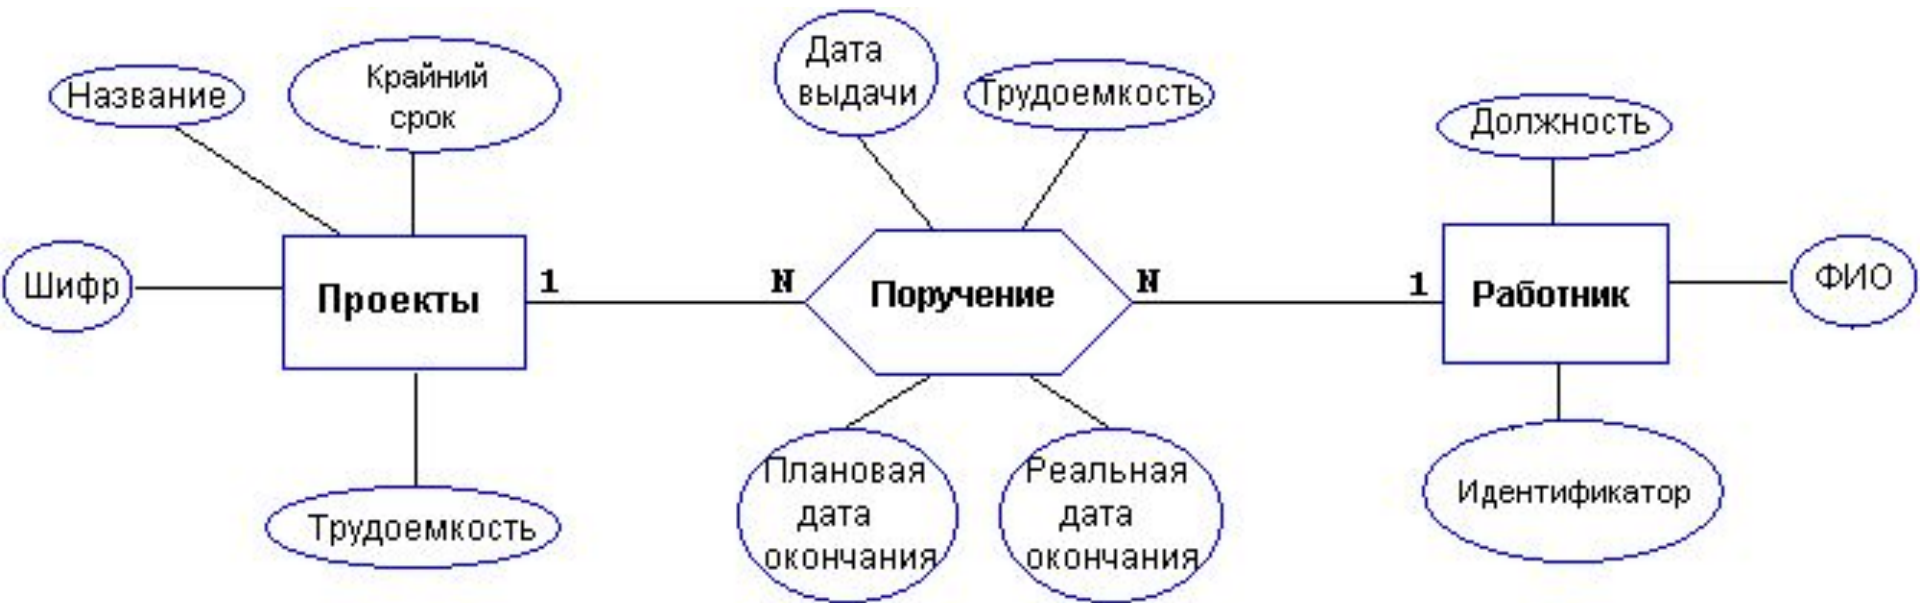 Название
Крайний
срок
Шифр
Проекты
Трудоемкость
1
N
Дата
выдачи
Трудоемкость
Поручение
Плановая
дата
окончания
Реальная
дата
окончания
N
1
Должность
Работник
ФИО
Идентификатор